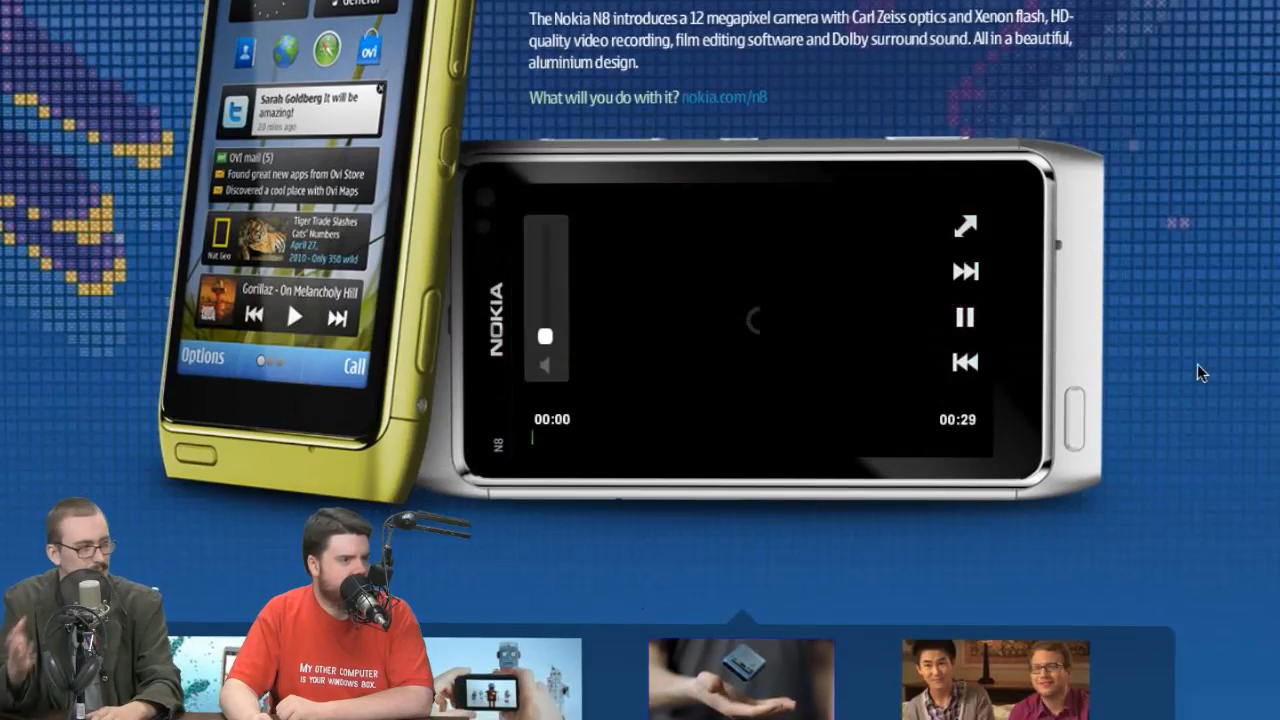 General
The Nokia N8 introduces a 12 megapixel camera with Carl Zeiss optics and Xenon flash, HD-
quality video recording, film editing software and Dolby surround sound. All in a beautiful,
aluminium design.
What will you do with it? nokia.com/n8
ovi
Sarah Goldberg It will be
amazing!
20 mins ago
OVI mail (5)
Found great new apps from Ovi Store
Discovered a cool place with Ovi Maps
Tiger Trade Slashes
Cats' Numbers
April 27,
2010 - Only 350 wild
Nat Geo
Gorillaz - On Melancholy Hill
Options
Call
NOKIA
N8
00:00
00:29
MY OTHER COMPUTER
IS YOUR WINDOWS BOX.